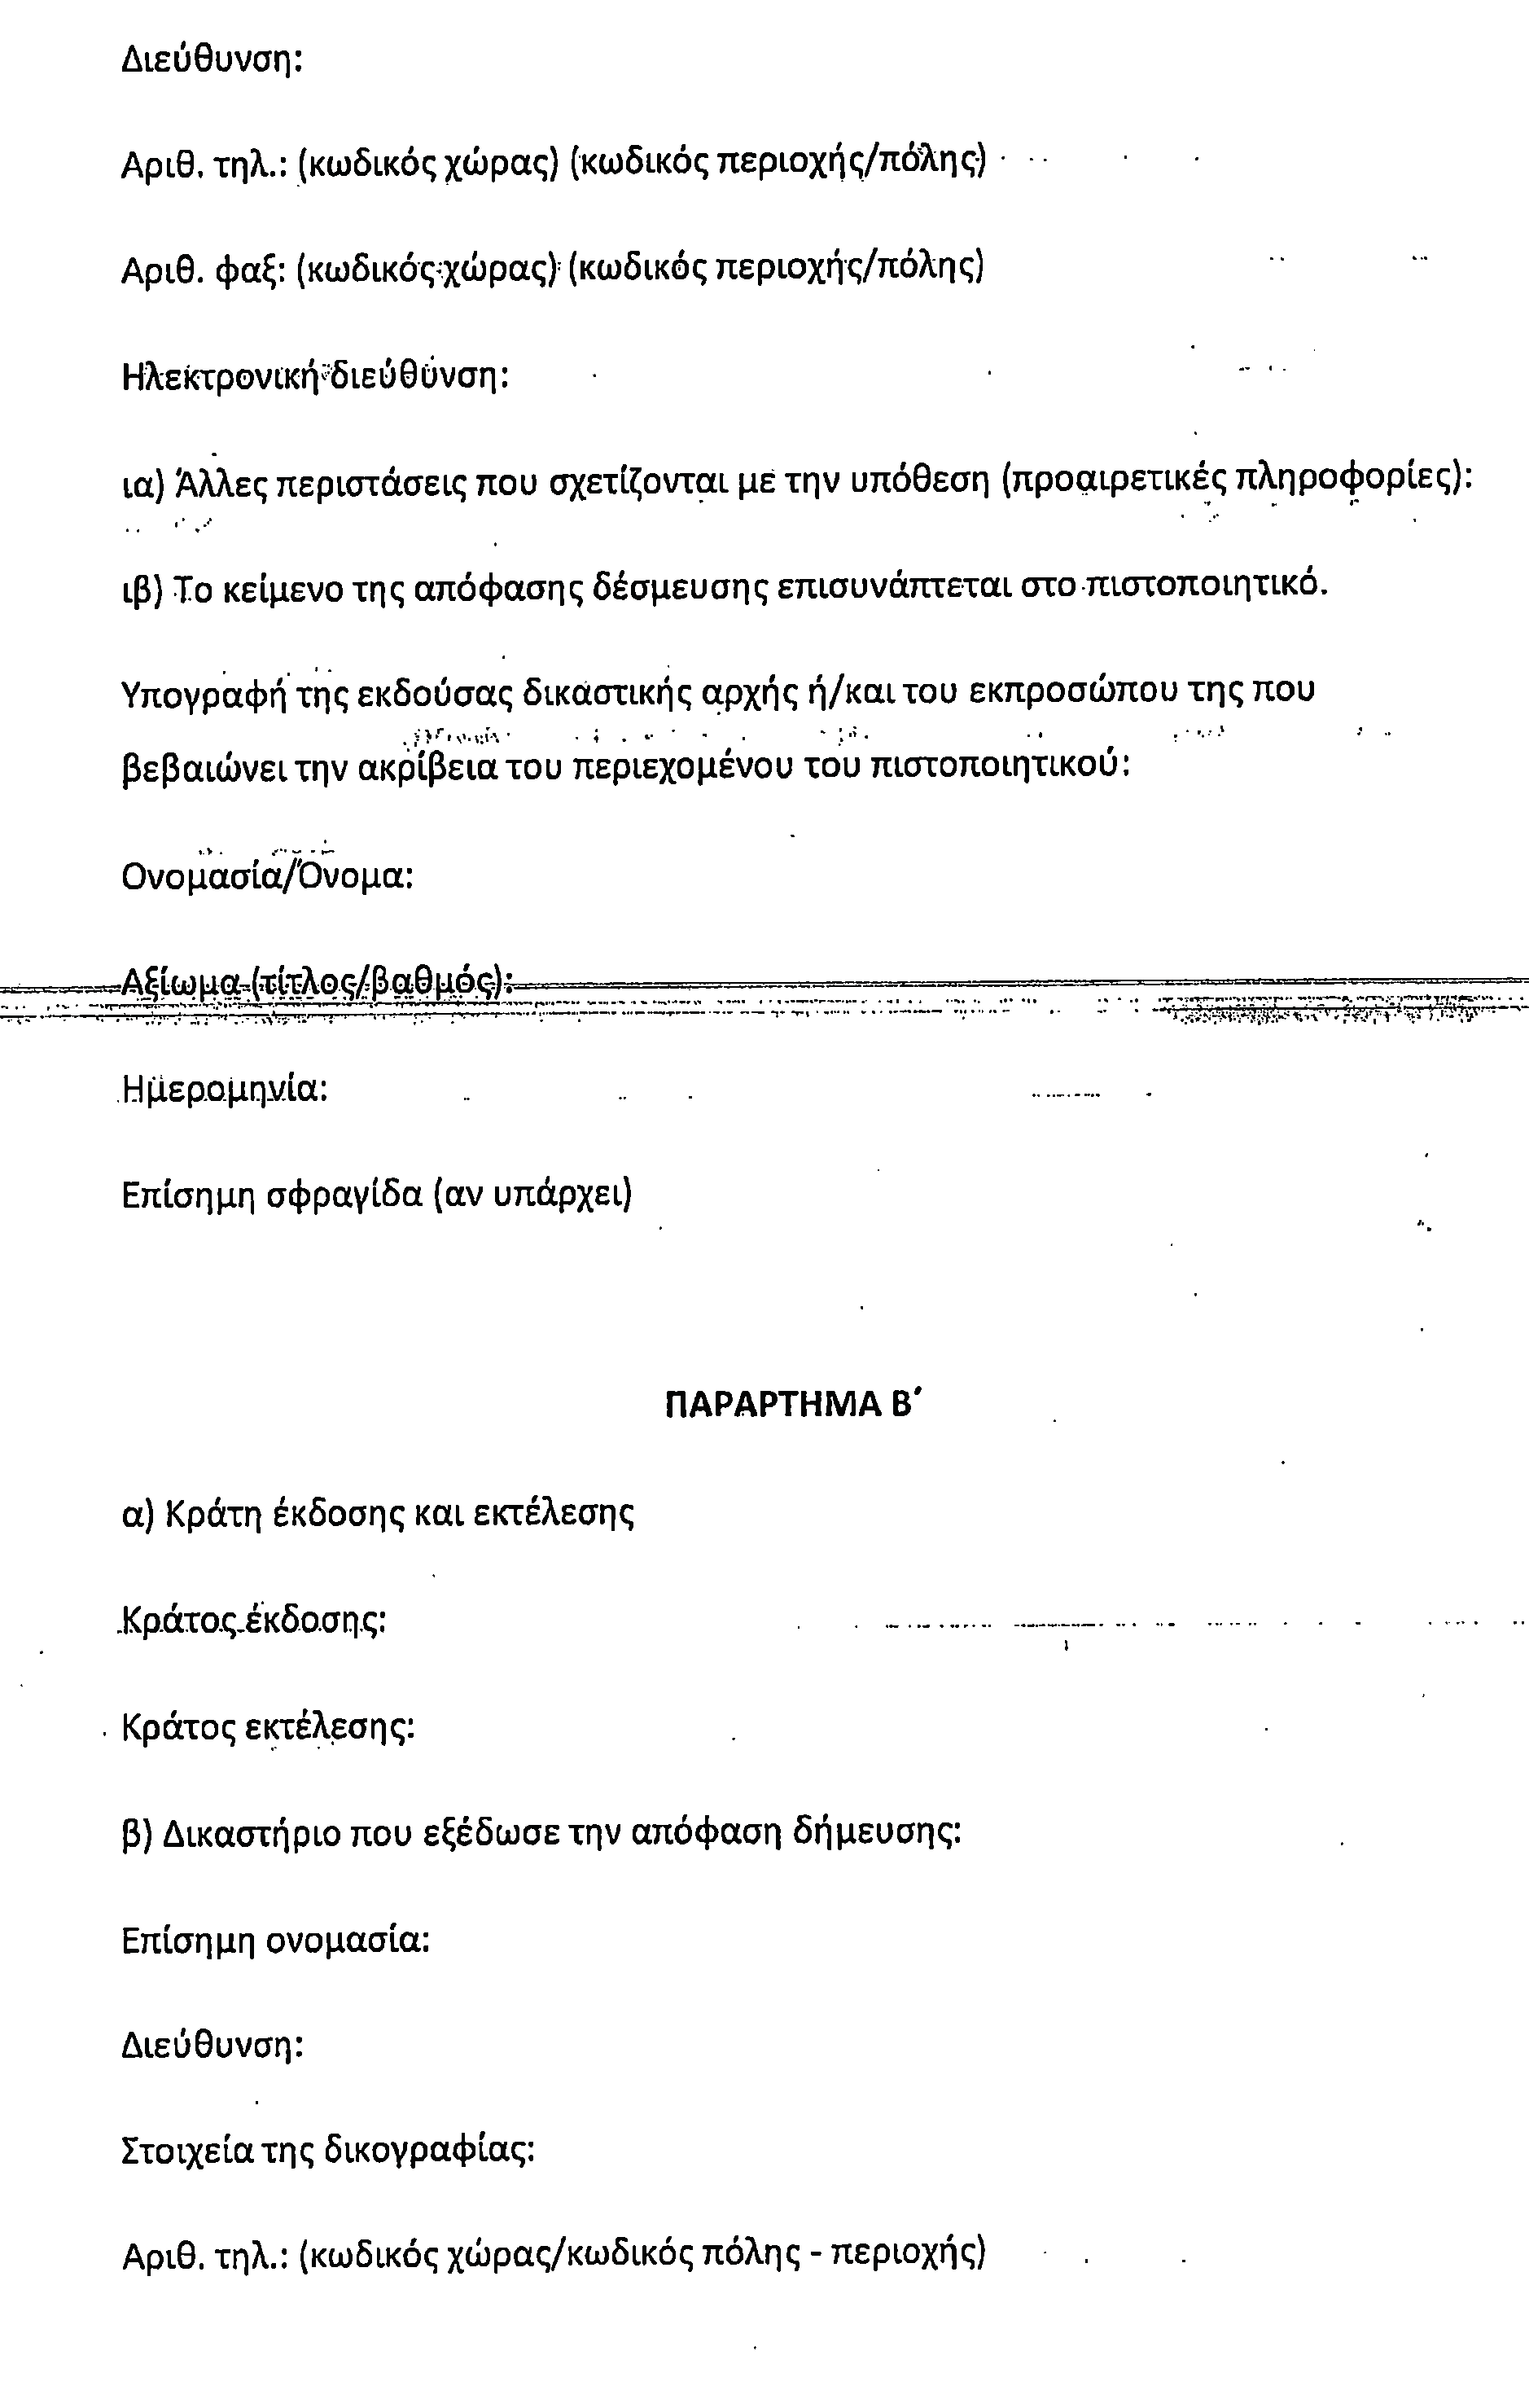 Διεύθυνση:
Αριθ. τηλ.: (κωδικός χώρας) (κωδικός περιοχής/πόλης)
Αριθ. φαξ: (κωδικός χώρας) (κωδικός περιοχής/πόλης)
Ηλεκτρονική διεύθυνση:
ια) Άλλες περιστάσεις που σχετίζονται με την υπόθεση (προαιρετικές πληροφορίες):
ιβ) Το κείμενο της απόφασης δέσμευσης επισυνάπτεται στο πιστοποιητικό.
Υπογραφή της εκδούσας δικαστικής αρχής ή/και του εκπροσώπου της που
βεβαιώνει την ακρίβεια του περιεχομένου του πιστοποιητικού:
Ονομασία/Όνομα:
Αξίωμα (τίτλος/βαθμός):
Ημερομηνία:
Επίσημη σφραγίδα (αν υπάρχει)
ΠΑΡΑΡΤΗΜΑ Β΄
α) Κράτη έκδοσης και εκτέλεσης
Κράτος έκδοσης:
Κράτος εκτέλεσης:
β) Δικαστήριο που εξέδωσε την απόφαση δήμευσης:
Επίσημη ονομασία:
Διεύθυνση:
Στοιχεία της δικογραφίας:
Αριθ. τηλ.: (κωδικός χώρας/κωδικός πόλης - περιοχής)